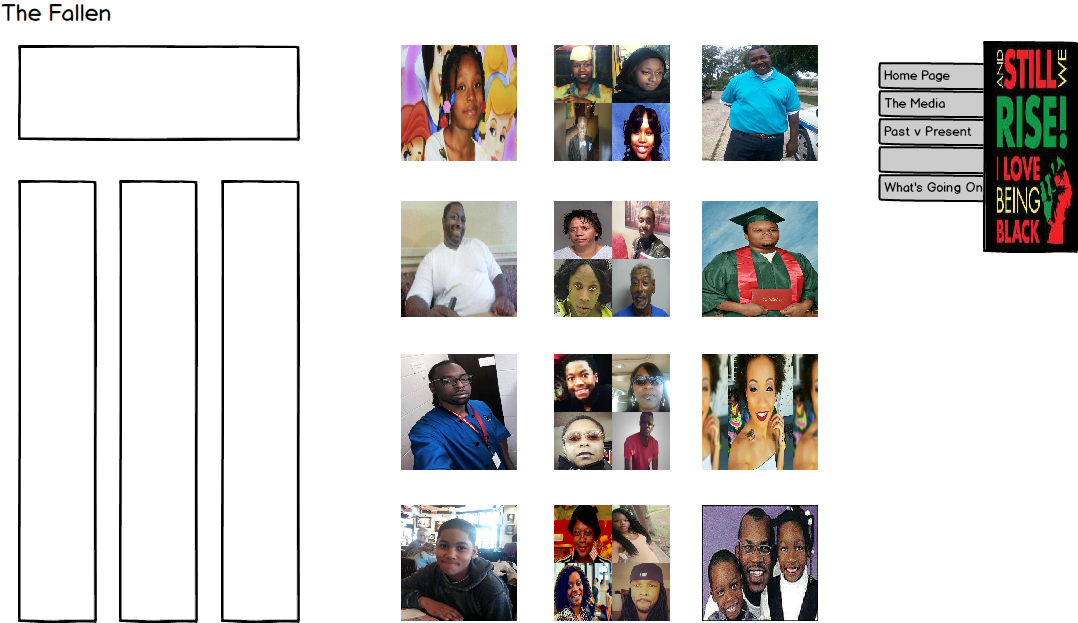 The Fallen
Home Page
The Media
Past v Present
What's Going On
AND STILL WE
RISE!
I LOVE
BEING
BLACK